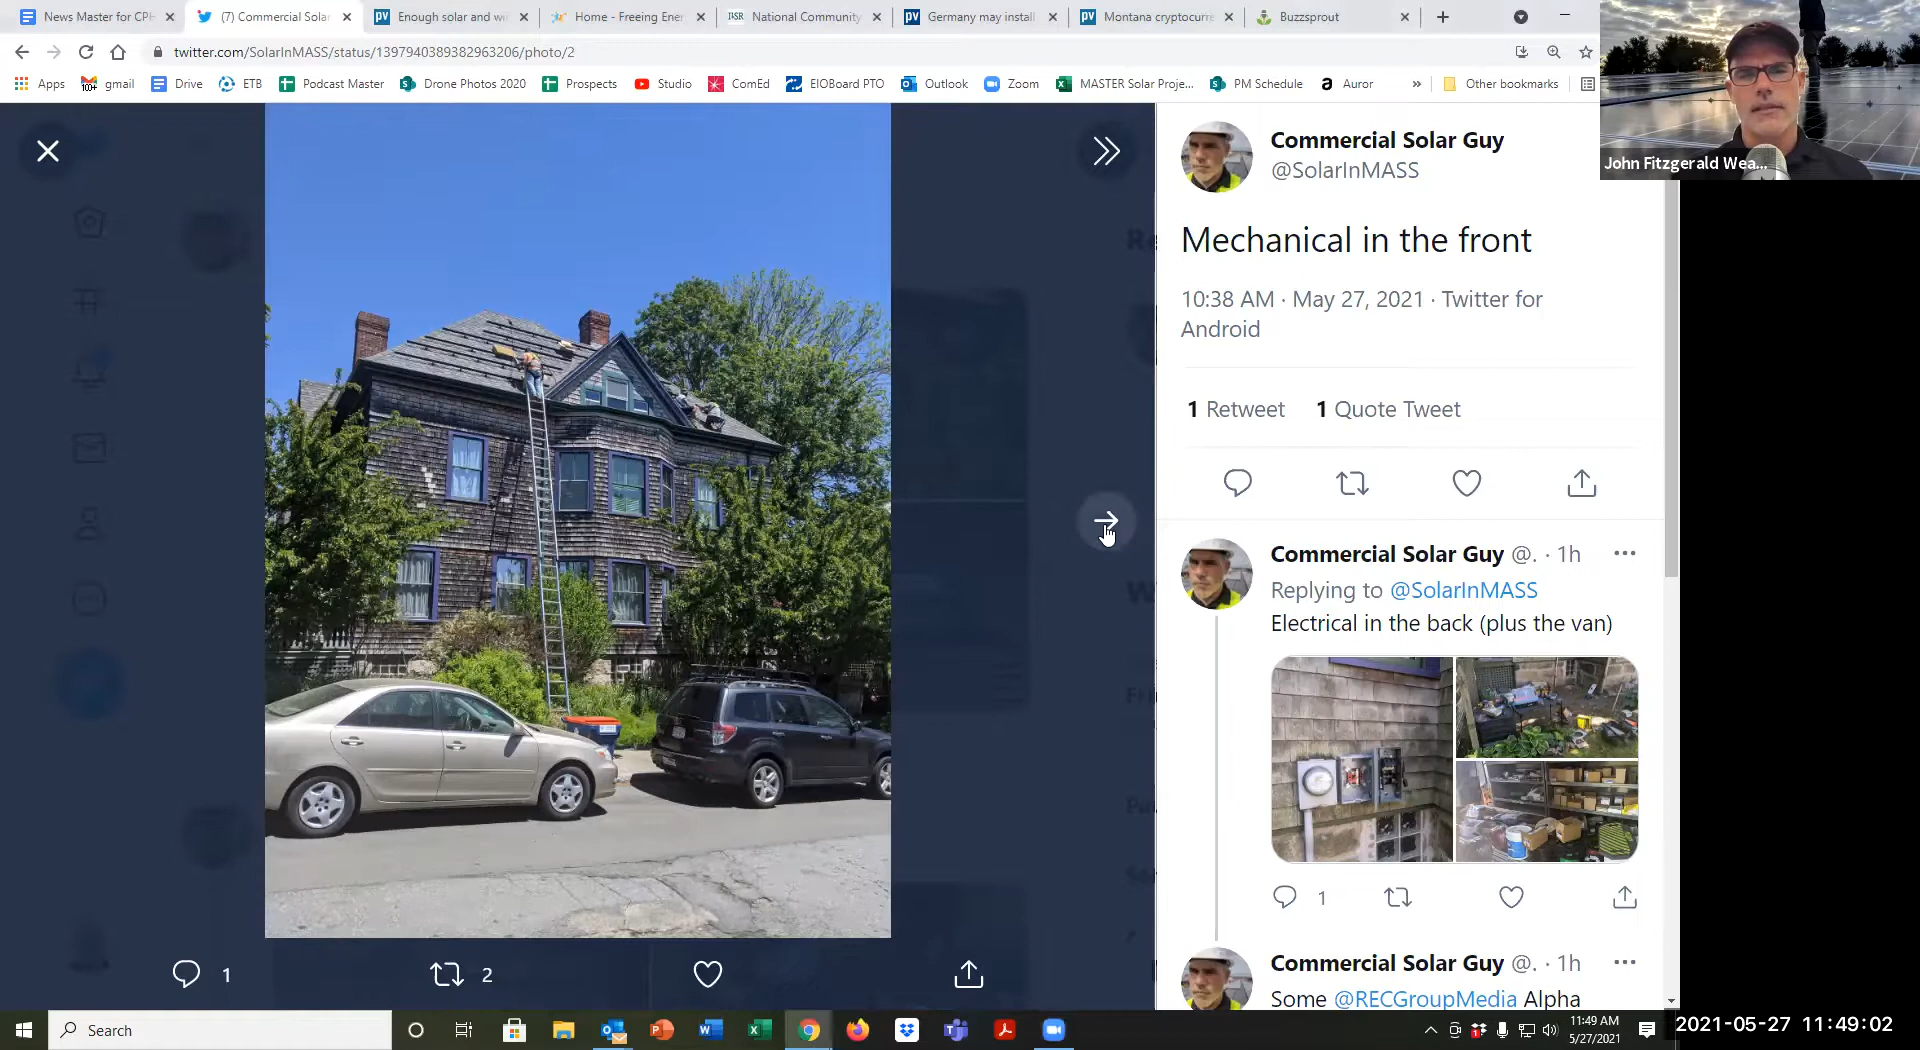 News Master for CPH
(7) Commercial Sola
Enough solar and wi
Home - Freeing Ene
National Community
Germany may install
Montana cryptocurre
Buzzsprout
twitter.com/SolarInMASS/status/1397940389382963206/photo/2
Apps
gmail
Drive
ETB
Podcast Master
Drone Photos 2020
Prospects
Studio
ComEd
EIOBoard PTO
Outlook
Zoom
MASTER Solar Proje...
PM Schedule
Auror
Other bookmarks
John Fitzgerald Wea...
Commercial Solar Guy
@SolarInMASS
Mechanical in the front
10:38 AM · May 27, 2021 · Twitter for
Android
1 Retweet 1 Quote Tweet
Commercial Solar Guy @. · 1h
Replying to @SolarInMASS
Electrical in the back (plus the van)
1
Commercial Solar Guy @. · 1h
Some @RECGroupMedia Alpha
1
2
Search
11:49 AM
5/27/2021
2021-05-27 11:49:02